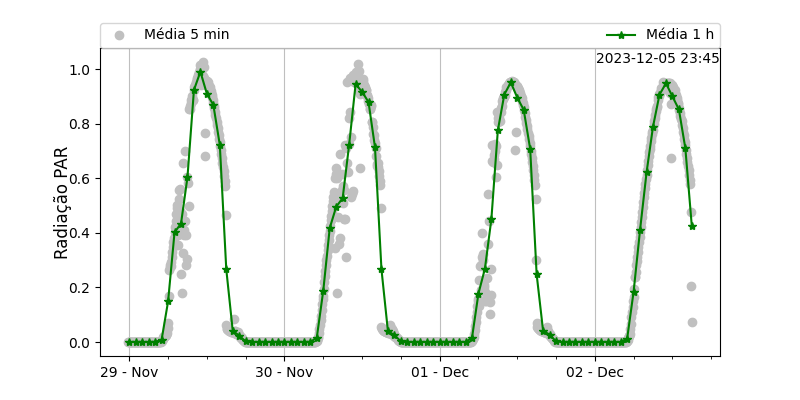 Média 5 min
Média 1 h
2023-12-05 23:45
Radiação PAR
1.0
0.8
0.6
0.4
0.2
0.0
29 - Nov
30 - Nov
01 - Dec
02 - Dec